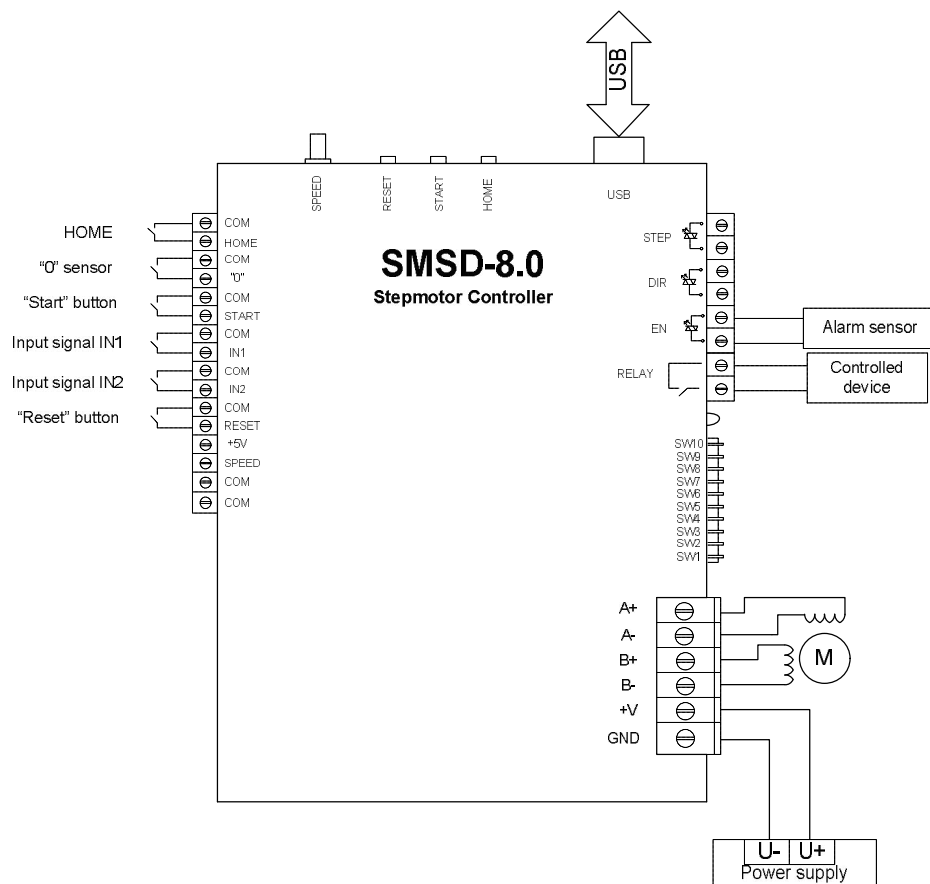 USB
SPEED
RESET
START
HOME
USB
HOME
"0" sensor
"Start" button
Input signal IN1
Input signal IN2
"Reset" button
COM
HOME
COM
"0"
COM
START
COM
IN1
COM
IN2
COM
RESET
+5V
SPEED
COM
COM
SMSD-8.0
Stepmotor Controller
STEP
DIR
EN
RELAY
Alarm sensor
Controlled
device
SW10
SW9
SW8
SW7
SW6
SW5
SW4
SW3
SW2
SW1
A+
A-
B+
B-
+V
GND
M
U- U+
Power supply